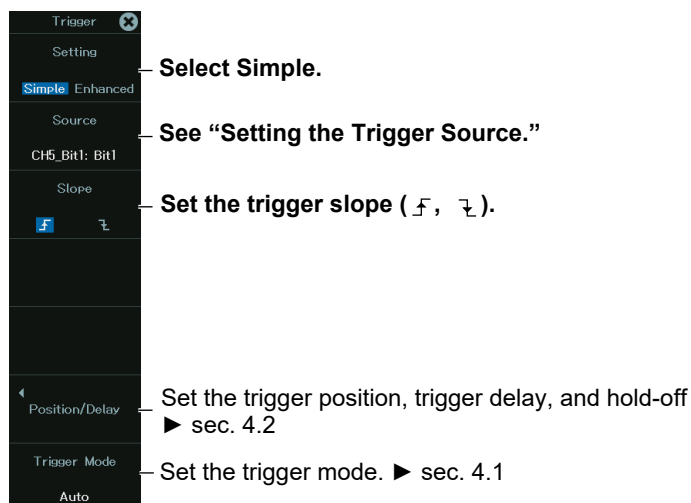 Trigger
Setting
Select Simple.
Simple Enhanced
Source
See “Setting the Trigger Source.”
CH5_Bit1: Bit1
Slope
Set the trigger slope ( , ).
Position/Delay
Set the trigger position, trigger delay, and hold-off
► sec. 4.2
Trigger Mode
Set the trigger mode. ► sec. 4.1
Auto